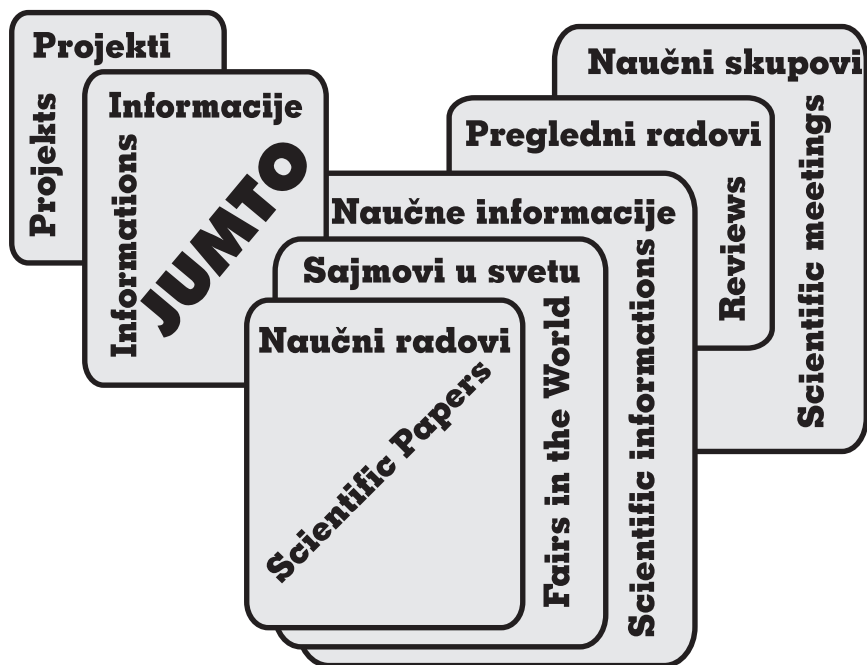 Projekti
Projekts
Informacije
Informations
JUMTO
Naučni skupovi
Scientific meetings
Pregledni radovi
Reviews
Naučne informacije
Scientific informations
Sajmovi u svetu
Fairs in the World
Naučni radovi
Scientific Papers